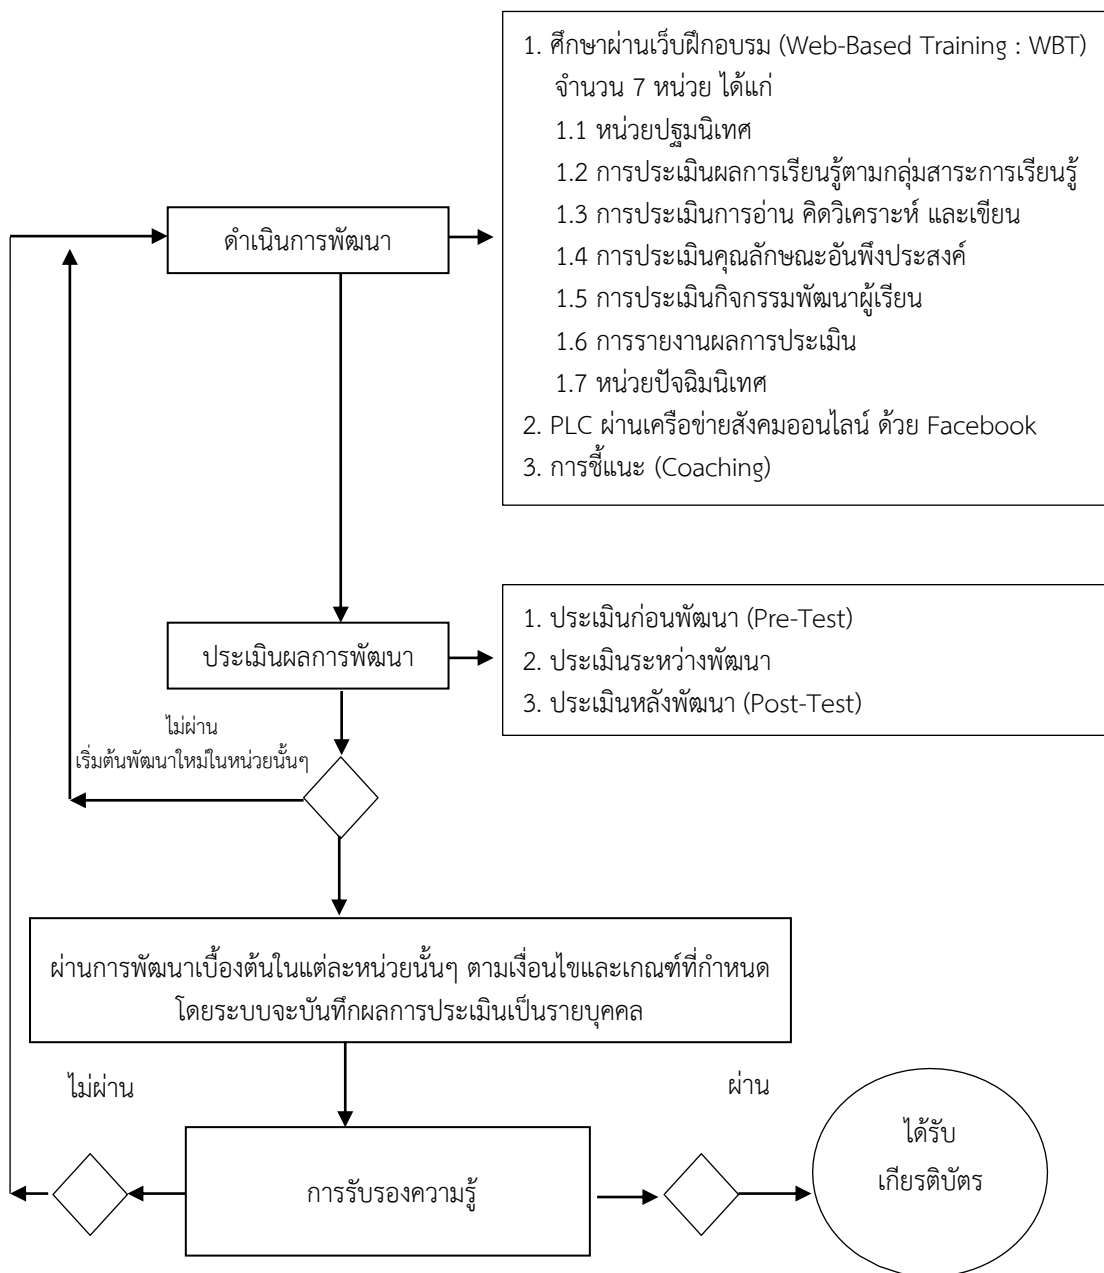 1. ศึกษาผ่านเว็บฝึกอบรม (Web-Based Training : WBT)
จำนวน 7 หน่วย ได้แก่
1.1 หน่วยปฐมนิเทศ
1.2 การประเมินผลการเรียนรู้ตามกลุ่มสาระการเรียนรู้
1.3 การประเมินการอ่าน คิดวิเคราะห์ และเขียน
1.4 การประเมินคุณลักษณะอันพึงประสงค์
1.5 การประเมินกิจกรรมพัฒนาผู้เรียน
1.6 การรายงานผลการประเมิน
1.7 หน่วยปัจฉิมนิเทศ
2. PLC ผ่านเครือข่ายสังคมออนไลน์ ด้วย Facebook
3. การชี้แนะ (Coaching)
ดำเนินการพัฒนา
ประเมินผลการพัฒนา
1. ประเมินก่อนพัฒนา (Pre-Test)
2. ประเมินระหว่างพัฒนา
3. ประเมินหลังพัฒนา (Post-Test)
ไม่ผ่าน
เริ่มต้นพัฒนาใหม่ในหน่วยนั้นๆ
ผ่านการพัฒนาเบื้องต้นในแต่ละหน่วยนั้นๆ ตามเงื่อนไขและเกณฑ์ที่กำหนด
โดยระบบจะบันทึกผลการประเมินเป็นรายบุคคล
ไม่ผ่าน
ผ่าน
การรับรองความรู้
ได้รับ
เกียรติบัตร